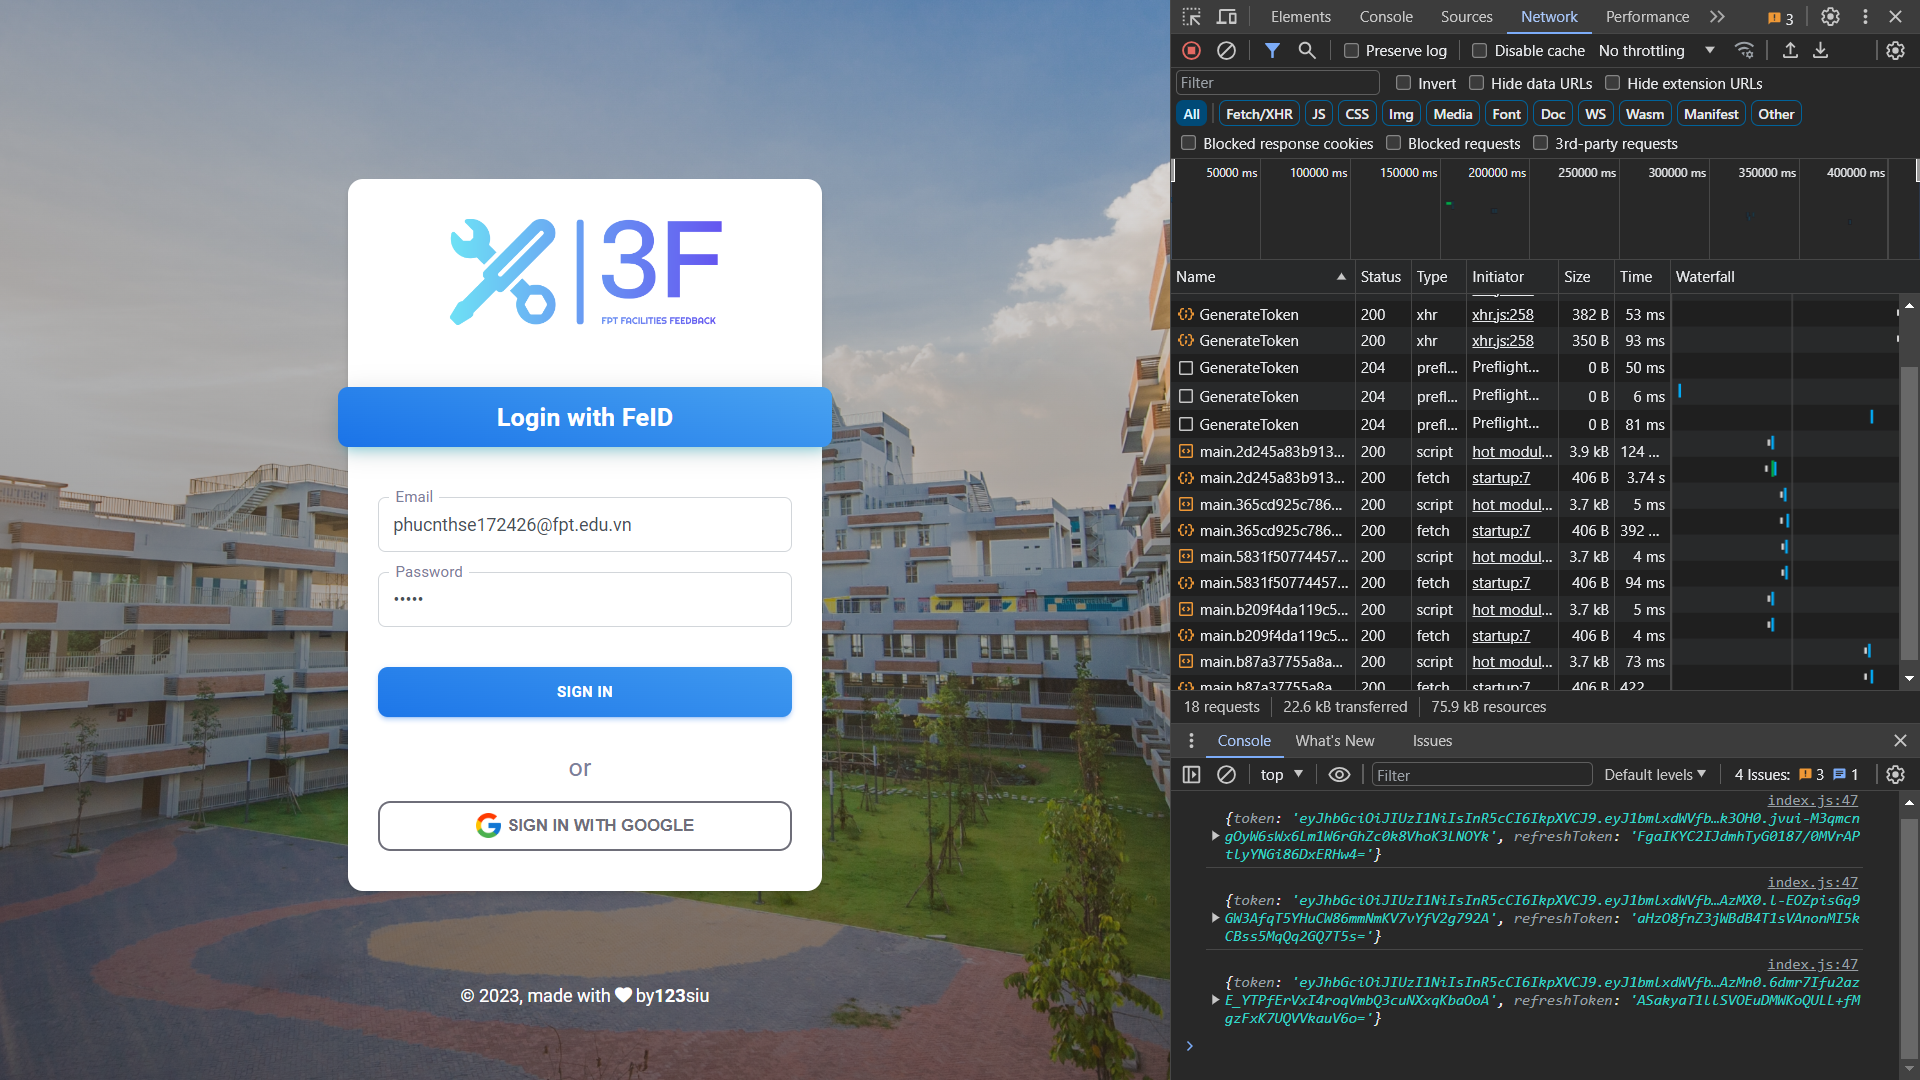 3F
FPT FACILITIES FEEDBACK
Login with FeID
Email
phucnthse172426@fpt.edu.vn
Password
•••••
SIGN IN
or
SIGN IN WITH GOOGLE
© 2023, made with by123siu
Elements Console Sources Network Performance 3
Preserve log Disable cache No throttling
Filter Invert Hide data URLs Hide extension URLs
All Fetch/XHR JS CSS Img Media Font Doc WS Wasm Manifest Other
Blocked response cookies Blocked requests 3rd-party requests
50000 ms 100000 ms 150000 ms 200000 ms 250000 ms 300000 ms 350000 ms 400000 ms
Name Status Type Initiator Size Time Waterfall
GenerateToken 200 xhr xhr.js:258 382 B 53 ms
GenerateToken 200 xhr xhr.js:258 350 B 93 ms
GenerateToken 204 prefl... Preflight... 0 B 50 ms
GenerateToken 204 prefl... Preflight... 0 B 6 ms
GenerateToken 204 prefl... Preflight... 0 B 81 ms
main.2d245a83b913... 200 script hot modul... 3.9 kB 124 ...
main.2d245a83b913... 200 fetch startup:7 406 B 3.74 s
main.365cd925c786... 200 script hot modul... 3.7 kB 5 ms
main.365cd925c786... 200 fetch startup:7 406 B 392 ...
main.5831f50774457... 200 script hot modul... 3.7 kB 4 ms
main.5831f50774457... 200 fetch startup:7 406 B 94 ms
main.b209f4da119c5... 200 script hot modul... 3.7 kB 5 ms
main.b209f4da119c5... 200 fetch startup:7 406 B 4 ms
main.b87a37755a8a... 200 script hot modul... 3.7 kB 73 ms
main.b87a37755a8a... 200 fetch startup:7 406 B 422 ...
18 requests 22.6 kB transferred 75.9 kB resources
Console What's New Issues
top Filter Default levels 4 Issues: 3 1
index.js:47
{token: 'eyJhbGciOiJIUzI1NiIsInR5cCI6IkpXVCJ9.eyJ1bmlxdWVfb…k3OH0.jvui-M3qmcn
gOyW6sWx6Lm1W6rGhZc0k8VhoK3LNOYk', refreshToken: 'FgaIKYC2IJdmhTyG0187/0MVrAP
tlyYNGi86DxERHw4='}
index.js:47
{token: 'eyJhbGciOiJIUzI1NiIsInR5cCI6IkpXVCJ9.eyJ1bmlxdWVfb…AzMX0.l-EOZpisGq9
GW3AfqT5YHuCW86mmNmKV7vYfV2g792A', refreshToken: 'aHzO8fnZ3jWBdB4T1sVAnonMI5k
CBss5MqQq2GQ7T5s='}
index.js:47
{token: 'eyJhbGciOiJIUzI1NiIsInR5cCI6IkpXVCJ9.eyJ1bmlxdWVfb…AzMn0.6dmr7Ifu2az
E_YTPfErVxI4roqVmbQ3cuNXxqKbaOoA', refreshToken: 'ASakyaT1llSVOEuDMWKoQULL+fM
gzFxK7UQVVkauV6o='}